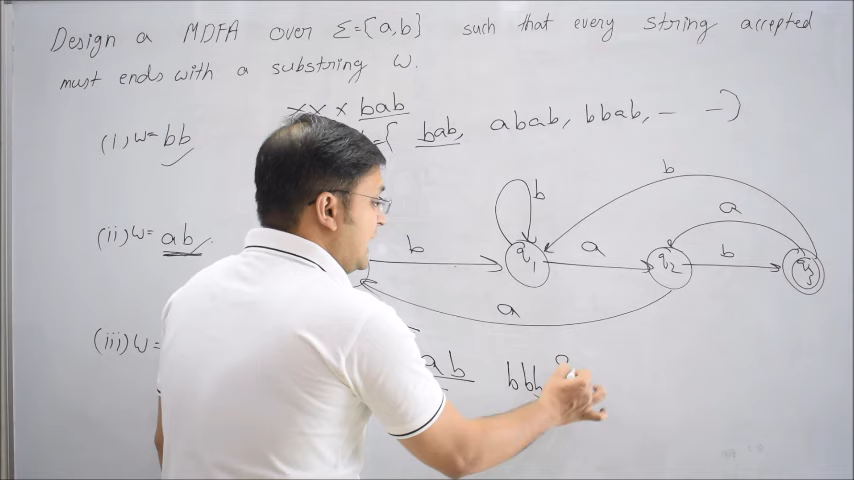 Design a MDFA over Σ={a,b} such that every string accepted
must ends with a substring w.
xx x bab
(i) w=bb
={ bab, abab, bbab, — —}
b
b
a
(ii) w= ab
b
q1
a
q2
b
q3
a
(iii) w=
ab
bbb